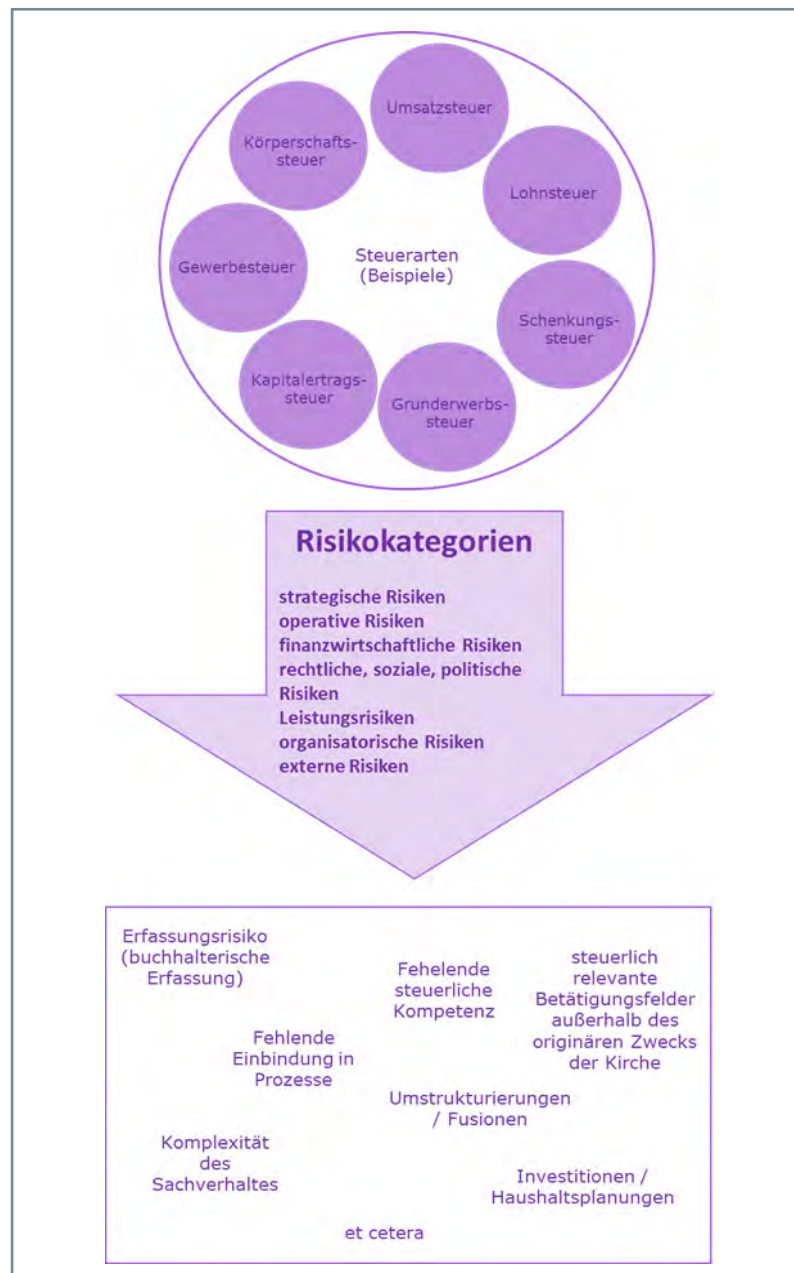 Umsatzsteuer
Körperschafts-
steuer
Lohnsteuer
Gewerbesteuer
Steuerarten
(Beispiele)
Schenkungs-
steuer
Kapitalertrags-
steuer
Grunderwerbs-
steuer
Risikokategorien
strategische Risiken
operative Risiken
finanzwirtschaftliche Risiken
rechtliche, soziale, politische
Risiken
Leistungsrisiken
organisatorische Risiken
externe Risiken
Erfassungsrisiko
(buchhalterische
Erfassung)
Fehelende
steuerliche
Kompetenz
steuerlich
relevante
Betätigungsfelder
außerhalb des
originären Zwecks
der Kirche
Fehlende
Einbindung in
Prozesse
Umstrukturierungen
/ Fusionen
Komplexität
des
Sachverhaltes
Investitionen /
Haushaltsplanungen
et cetera